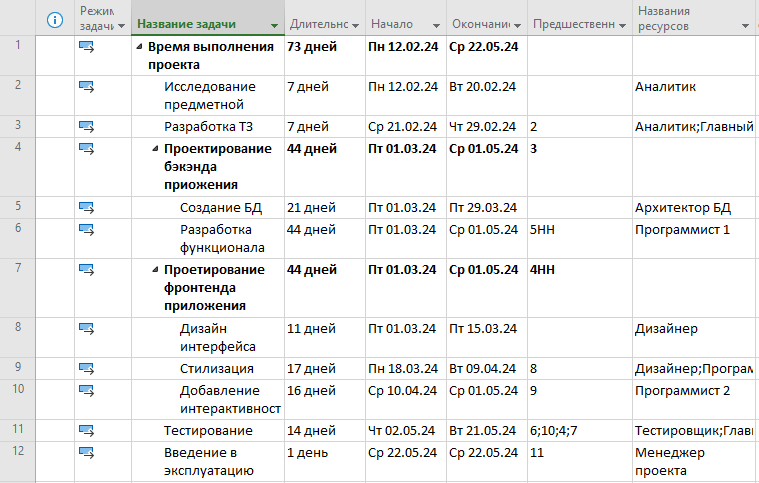 Режим задачи Название задачи Длительнс Начало Окончание Предшественн Названия ресурсов
1 Время выполнения проекта 73 дней Пн 12.02.24 Ср 22.05.24
2 Исследование предметной 7 дней Пн 12.02.24 Вт 20.02.24 Аналитик
3 Разработка ТЗ 7 дней Ср 21.02.24 Чт 29.02.24 2 Аналитик;Главный
4 Проектирование бэкэнда приожения 44 дней Пт 01.03.24 Ср 01.05.24 3
5 Создание БД 21 дней Пт 01.03.24 Пт 29.03.24 Архитектор БД
6 Разработка функционала 44 дней Пт 01.03.24 Ср 01.05.24 5НН Программист 1
7 Проетирование фронтенда приложения 44 дней Пт 01.03.24 Ср 01.05.24 4НН
8 Дизайн интерфейса 11 дней Пт 01.03.24 Пт 15.03.24 Дизайнер
9 Стилизация 17 дней Пн 18.03.24 Вт 09.04.24 8 Дизайнер;Програм
10 Добавление интерактивност 16 дней Ср 10.04.24 Ср 01.05.24 9 Программист 2
11 Тестирование 14 дней Чт 02.05.24 Вт 21.05.24 6;10;4;7 Тестировщик;Глав
12 Введение в эксплуатацию 1 день Ср 22.05.24 Ср 22.05.24 11 Менеджер проекта